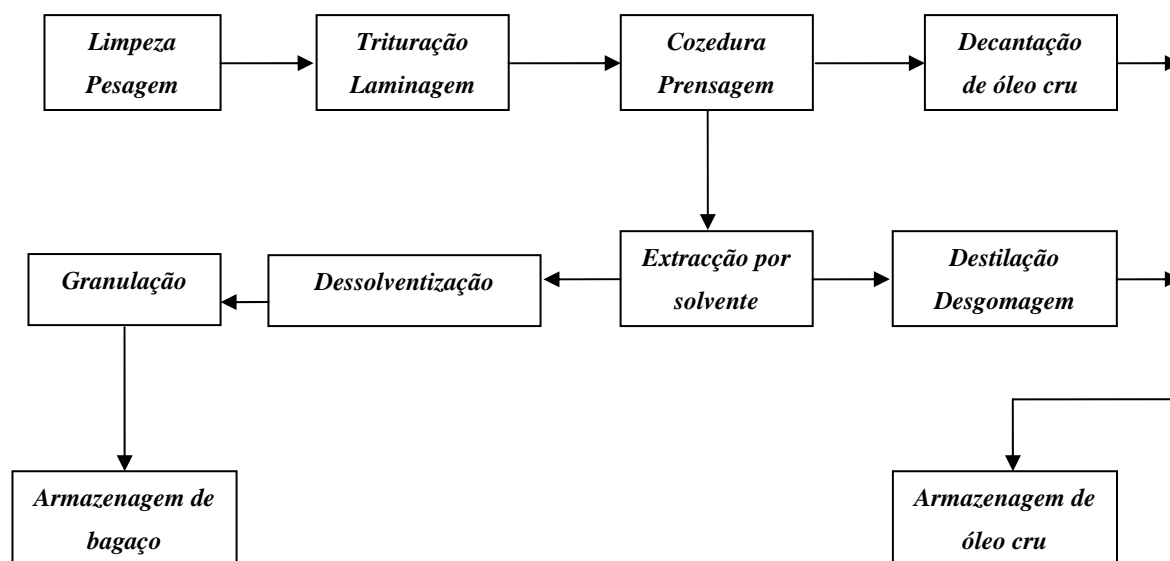 Limpeza
Pesagem
Trituração
Laminagem
Cozedura
Prensagem
Decantação
de óleo cru
Granulação
Dessolventização
Extracção por
solvente
Destilação
Desgomagem
Armazenagem de
bagaço
Armazenagem de
óleo cru